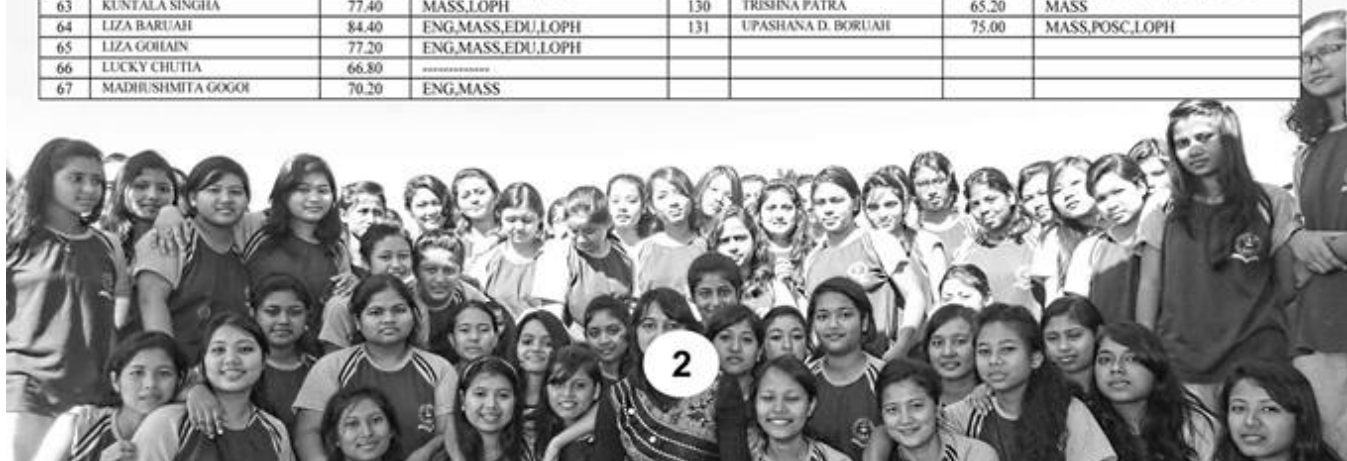 63 KUNTALA SINGHA 77.40 MASS,LOPH 130 TRISHNA PATRA 65.20 MASS
64 LIZA BARUAH 84.40 ENG,MASS,EDU,LOPH 131 UPASHANA D. BORUAH 75.00 MASS,POSC,LOPH
65 LIZA GOHAIN 77.20 ENG,MASS,EDU,LOPH
66 LUCKY CHUTIA 66.80 -------------
67 MADHUSHMITA GOGOI 70.20 ENG,MASS
2